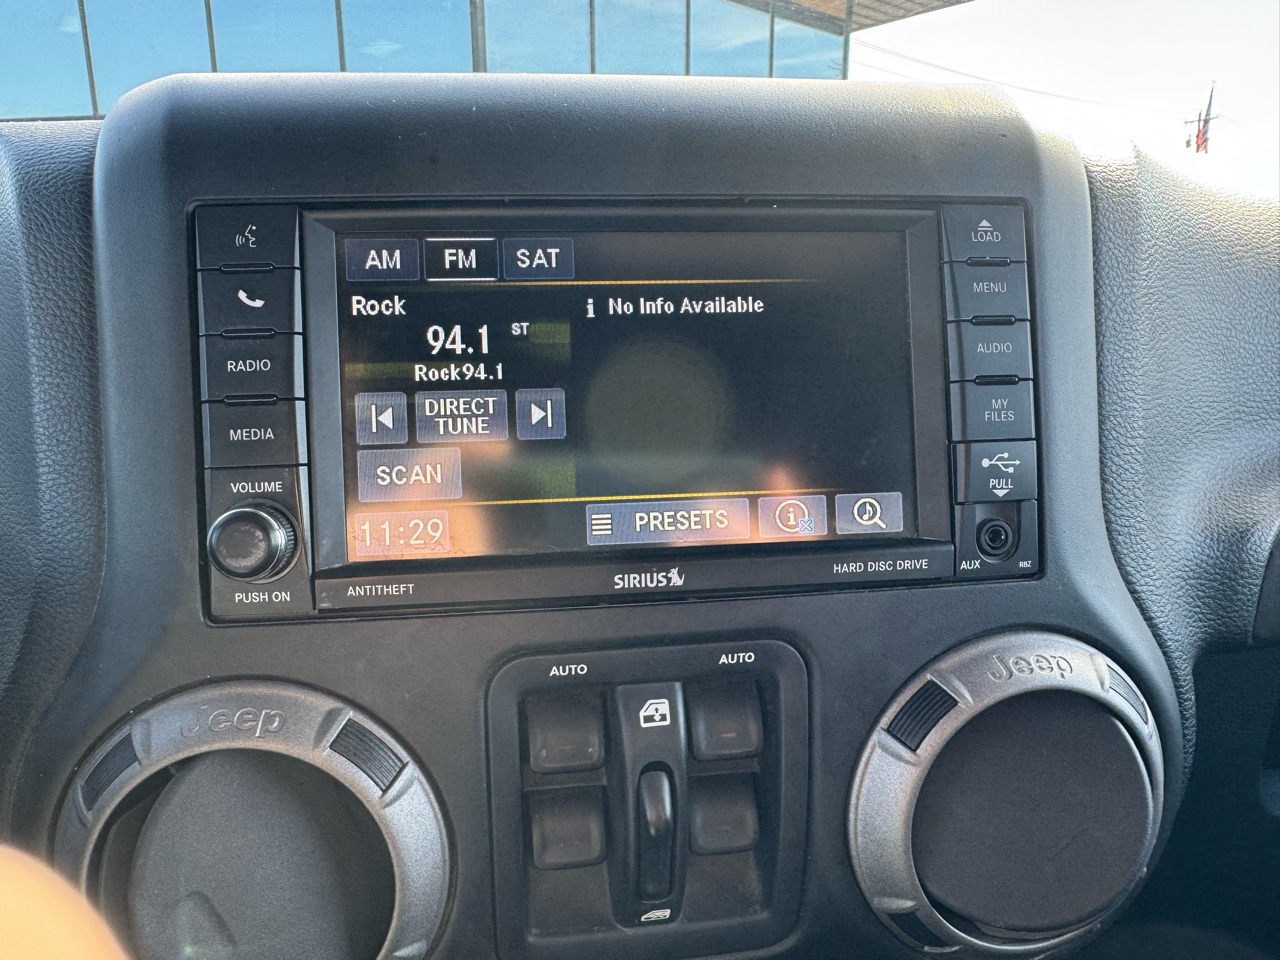 AM FM SAT
LOAD
Rock
i No Info Available
MENU
94.1 ST
RADIO
AUDIO
Rock94.1
DIRECT
TUNE
MY
FILES
MEDIA
SCAN
PULL
VOLUME
11:29
PRESETS
i
AUX
RBZ
PUSH ON
ANTITHEFT
SIRIUS
HARD DISC DRIVE
AUTO
AUTO
Jeep
Jeep